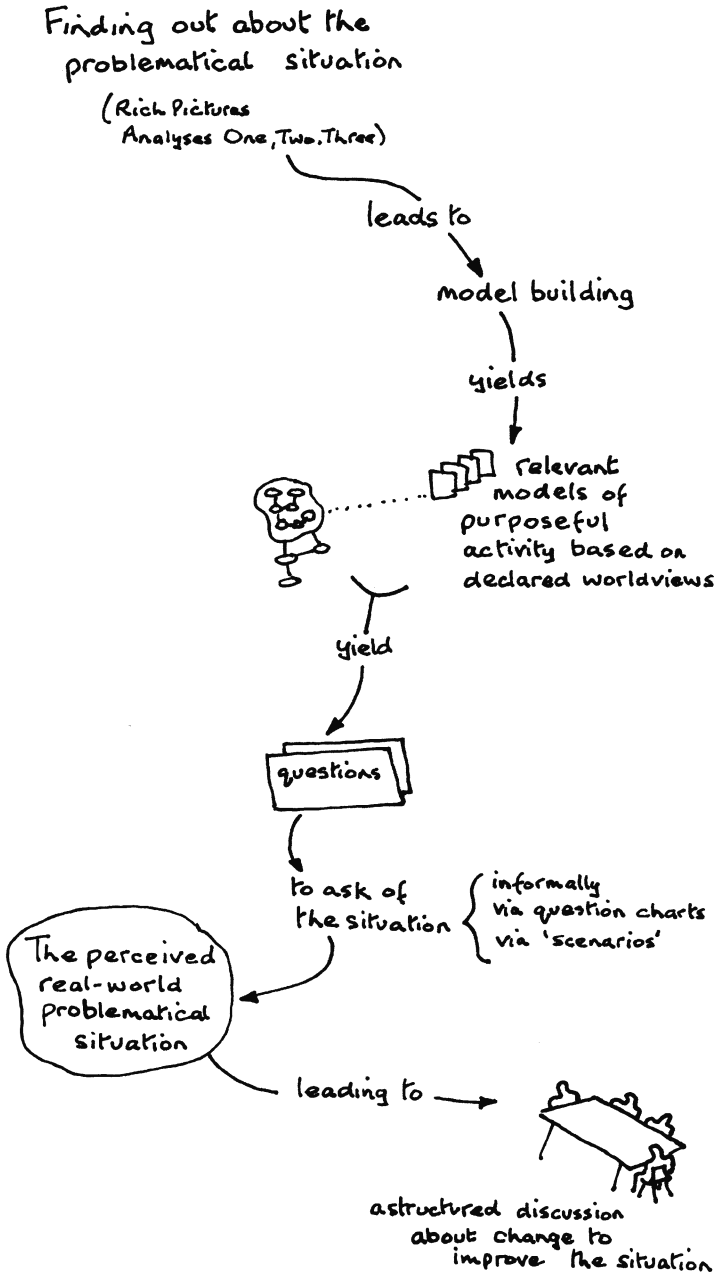 Finding out about the
problematical situation
(Rich Pictures
Analyses One, Two, Three)
leads to
model building
yields
relevant
models of
purposeful
activity based on
declared worldviews
yield
questions
to ask of
the situation
informally
via question charts
via 'scenarios'
The perceived
real-world
problematical
situation
leading to
a structured discussion
about change to
improve the situation